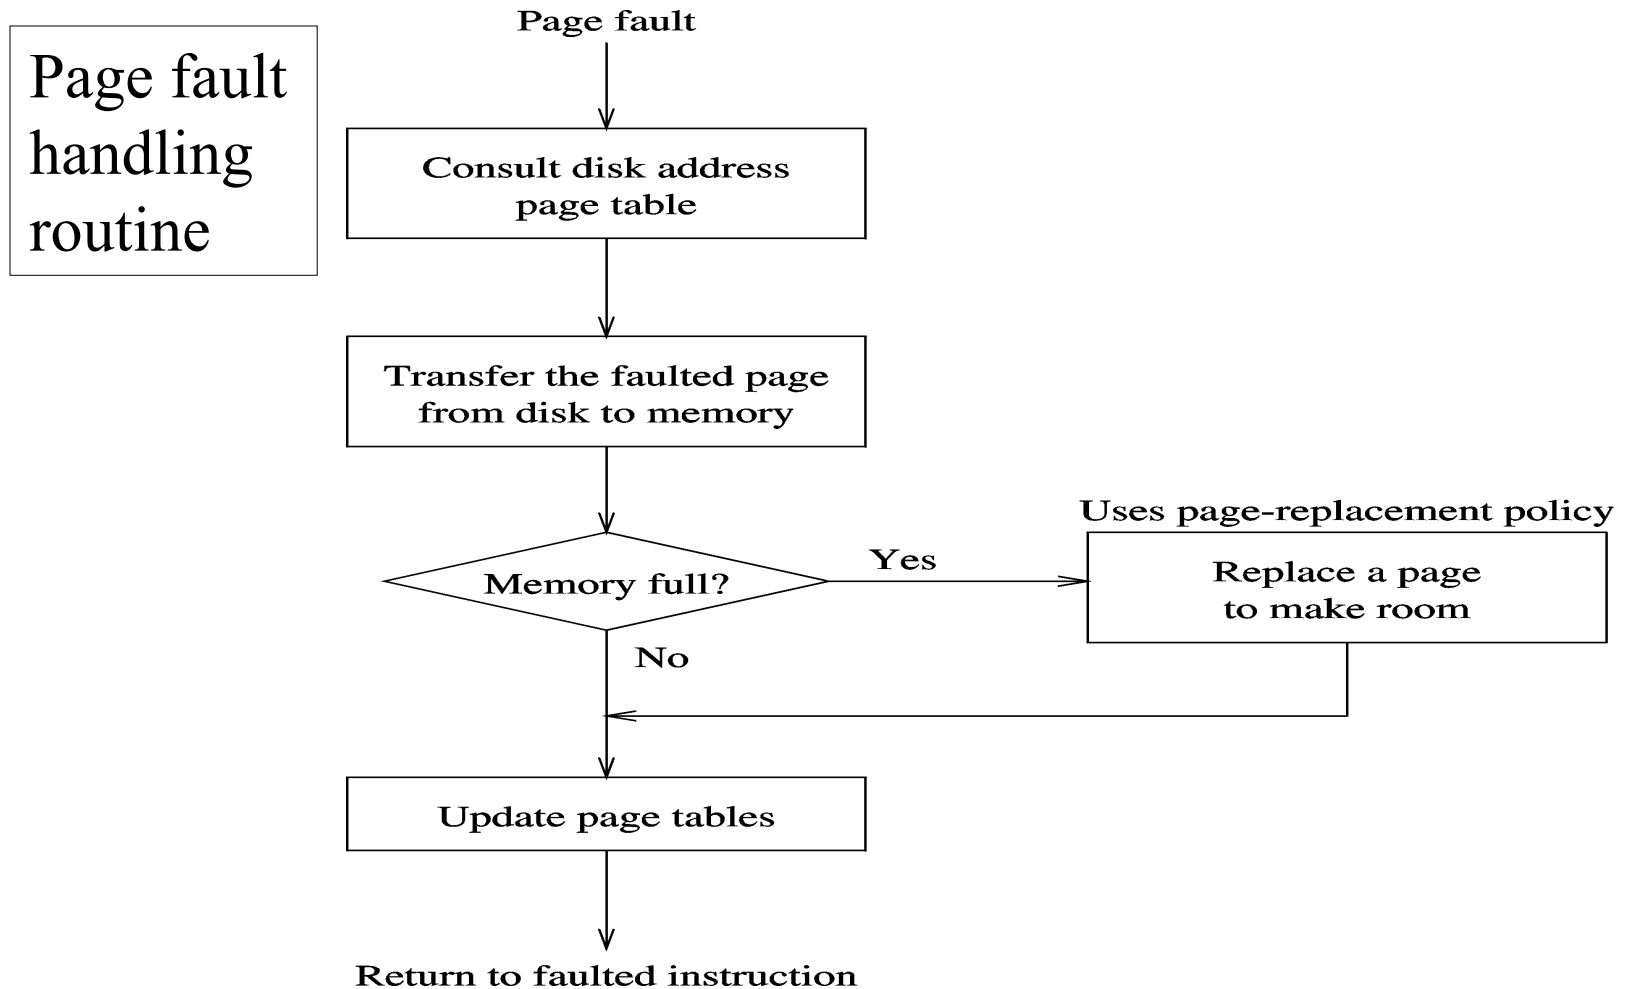 Page fault
handling
routine
Page fault
Consult disk address
page table
Transfer the faulted page
from disk to memory
Memory full?
Yes
Uses page-replacement policy
Replace a page
to make room
No
Update page tables
Return to faulted instruction